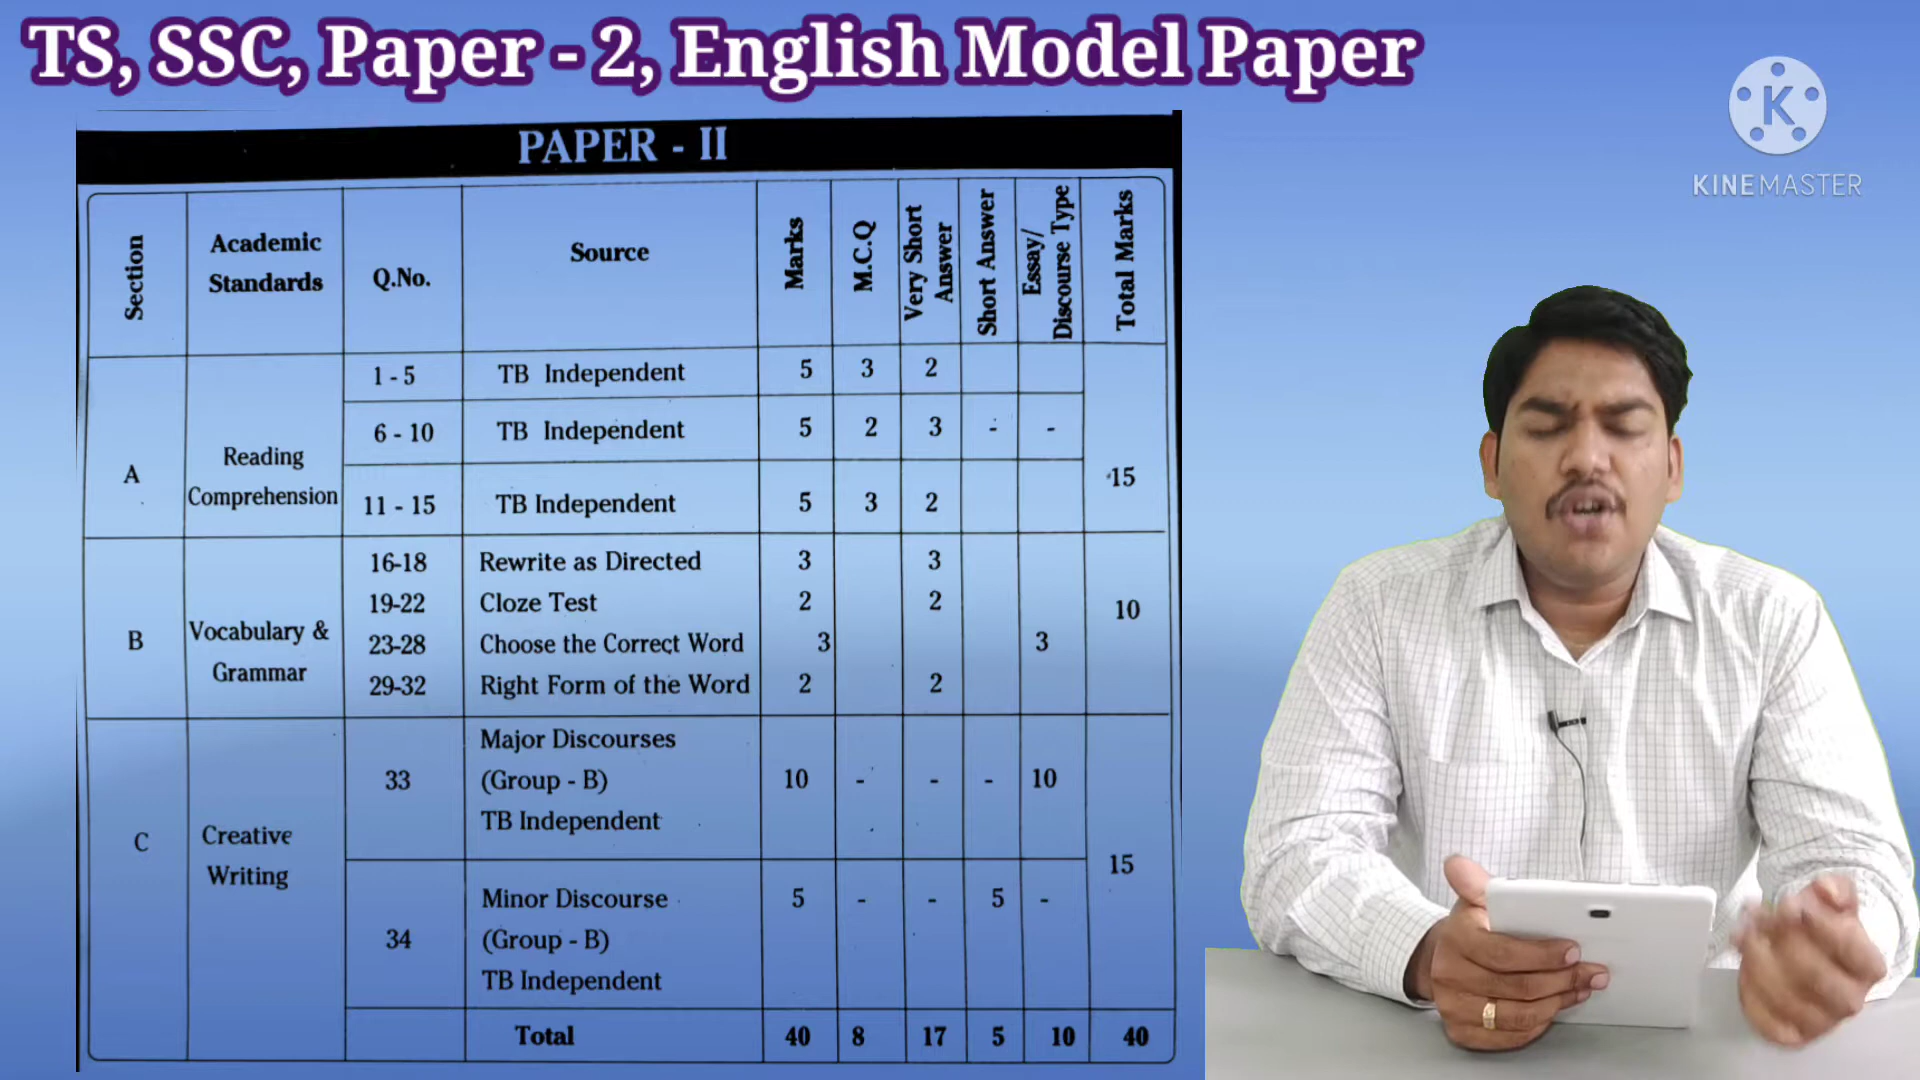 TS, SSC, Paper - 2, English Model Paper
K
KINEMASTER
PAPER - II
Section Academic Standards Q.No. Source Marks M.C.Q Very Short Answer Short Answer Essay/ Discourse Type Total Marks
A Reading Comprehension 15
1 - 5 TB Independent 5 3 2
6 - 10 TB Independent 5 2 3 - -
11 - 15 TB Independent 5 3 2
B Vocabulary & Grammar 10
16-18 Rewrite as Directed 3 3
19-22 Cloze Test 2 2
23-28 Choose the Correct Word 3 3
29-32 Right Form of the Word 2 2
C Creative Writing 15
33 Major Discourses (Group - B) TB Independent 10 - - - 10
34 Minor Discourse (Group - B) TB Independent 5 - - 5 -
Total 40 8 17 5 10 40